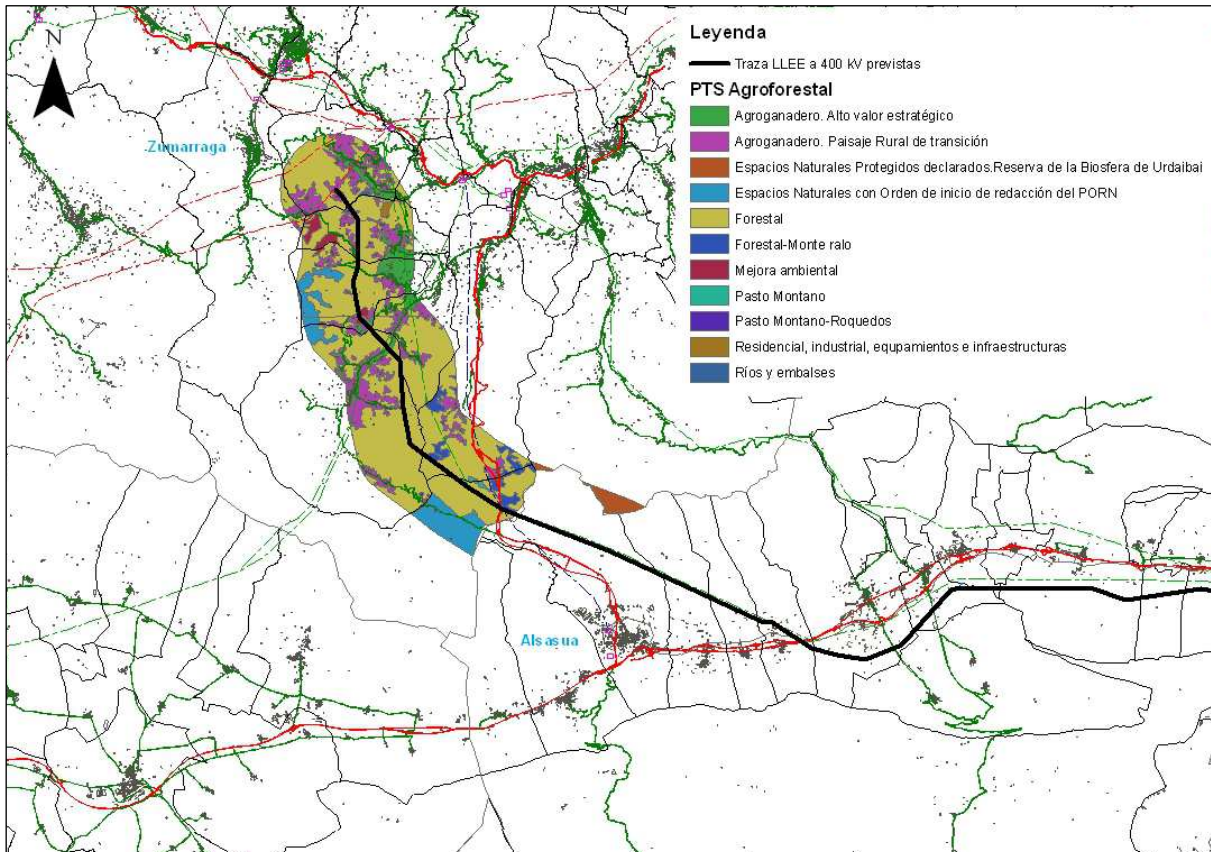 N
.Zumarraga
Alsasua
Leyenda
Traza LLEE a 400 kV previstas
PTS Agroforestal
Agroganadero. Alto valor estratégico
Agroganadero. Paisaje Rural de transición
Espacios Naturales Protegidos declarados.Reserva de la Biosfera de Urdaibai
Espacios Naturales con Orden de inicio de redacción del PORN
Forestal
Forestal-Monte ralo
Mejora ambiental
Pasto Montano
Pasto Montano-Roquedos
Residencial, industrial, equpamientos e infraestructuras
Ríos y embalses